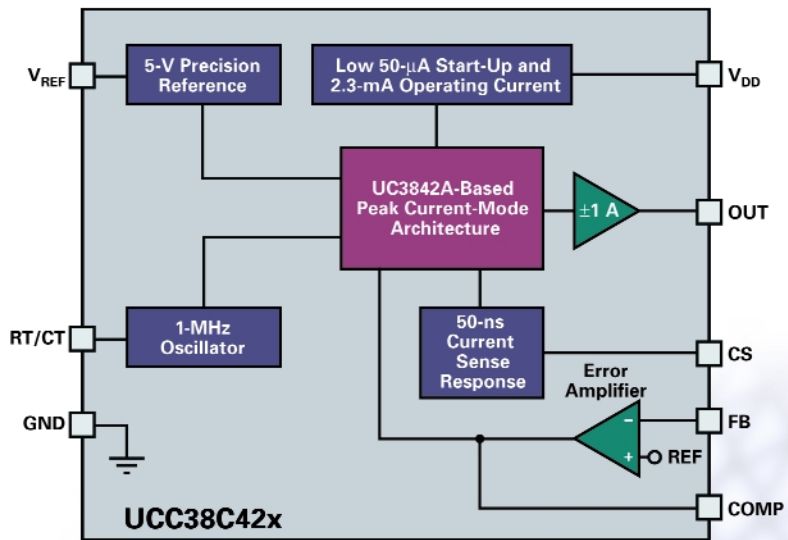 5-V Precision
Reference
Low 50-µA Start-Up and
2.3-mA Operating Current
VREF
VDD
UC3842A-Based
Peak Current-Mode
Architecture
±1 A
OUT
RT/CT
1-MHz
Oscillator
50-ns
Current
Sense
Response
CS
Error
Amplifier
GND
−
FB
+
REF
COMP
UCC38C42x